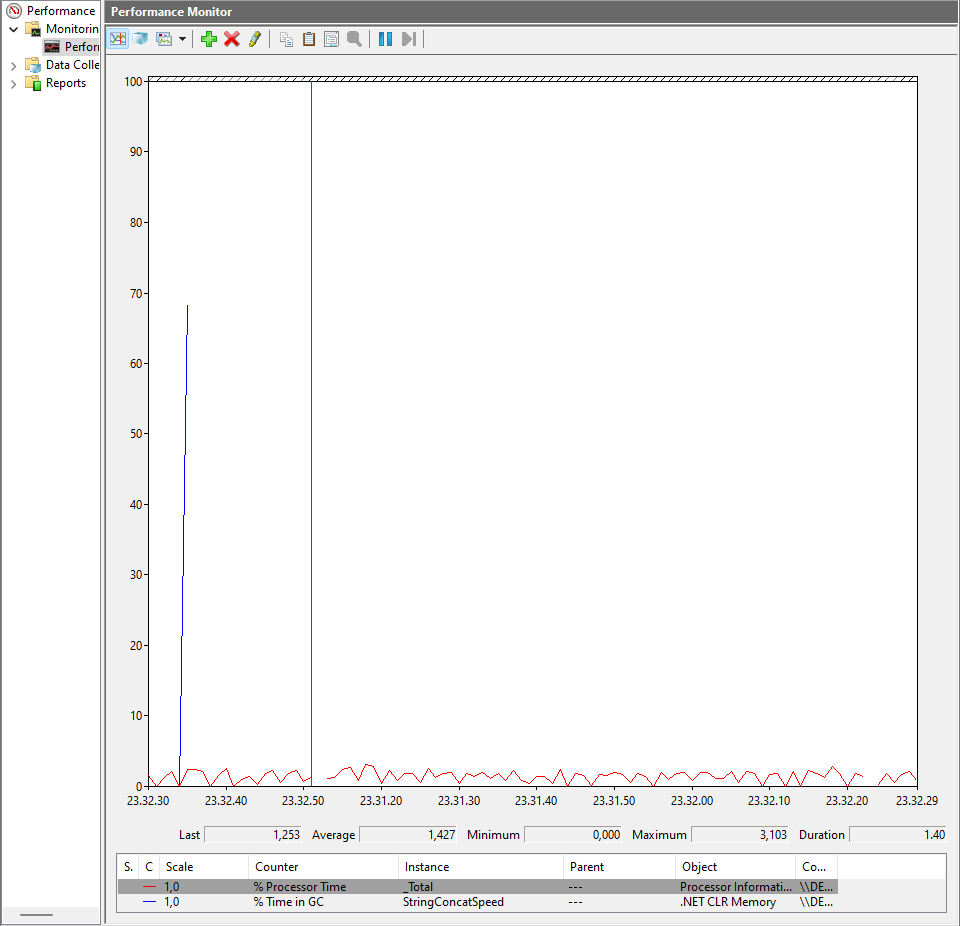 Performance
Performance Monitor
Monitorin
Perforr
Data Colle
Reports
100
90
80
70
60
50
40
30
20
10
0
23.32.30 23.32.40 23.32.50 23.31.20 23.31.30 23.31.40 23.31.50 23.32.00 23.32.10 23.32.20 23.32.29
Last 1,253 Average 1,427 Minimum 0,000 Maximum 3,103 Duration 1.40
S. C Scale Counter Instance Parent Object Co...
1,0 % Processor Time _Total --- Processor Informati... \\DE...
1,0 % Time in GC StringConcatSpeed --- .NET CLR Memory \\DE...